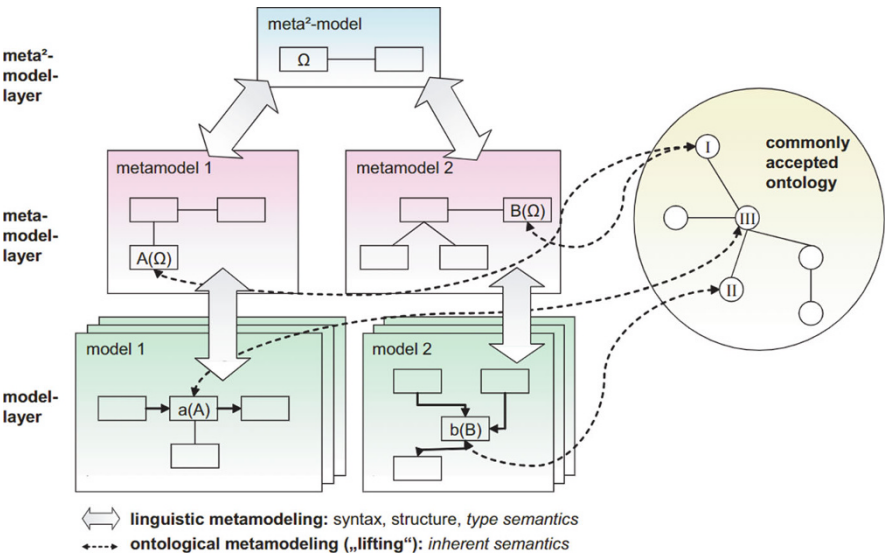 meta²-model
Ω
meta²-
model-
layer
metamodel 1
metamodel 2
A(Ω)
B(Ω)
meta-
model-
layer
commonly
accepted
ontology
I
III
II
model 1
model 2
a(A)
b(B)
model-
layer
linguistic metamodeling: syntax, structure, type semantics
ontological metamodeling („lifting“): inherent semantics